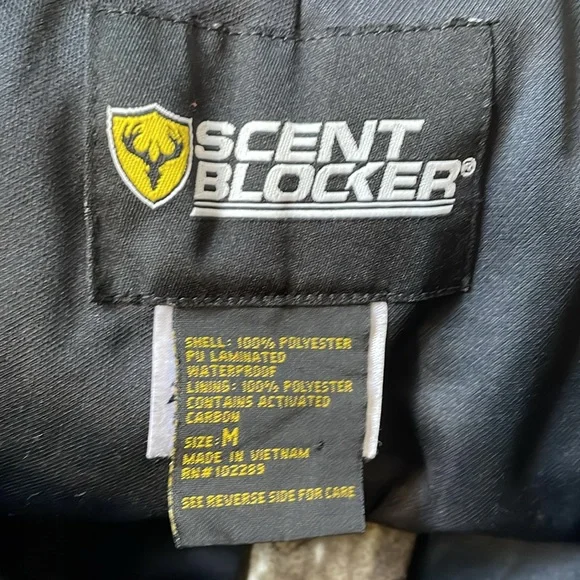 SCENT
BLOCKER®
SHELL: 100% POLYESTER
PU LAMINATED
WATERPROOF
LINING: 100% POLYESTER
CONTAINS ACTIVATED
CARBON
SIZE: M
MADE IN VIETNAM
RN#102289
SEE REVERSE SIDE FOR CARE